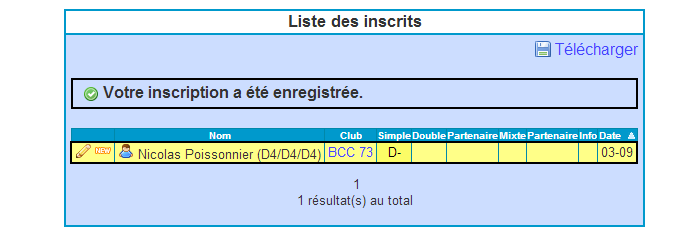 Liste des inscrits
Télécharger
Votre inscription a été enregistrée.
Nom Club Simple Double Partenaire Mixte Partenaire Info Date
NEW Nicolas Poissonnier (D4/D4/D4) BCC 73 D- 03-09
1
1 résultat(s) au total